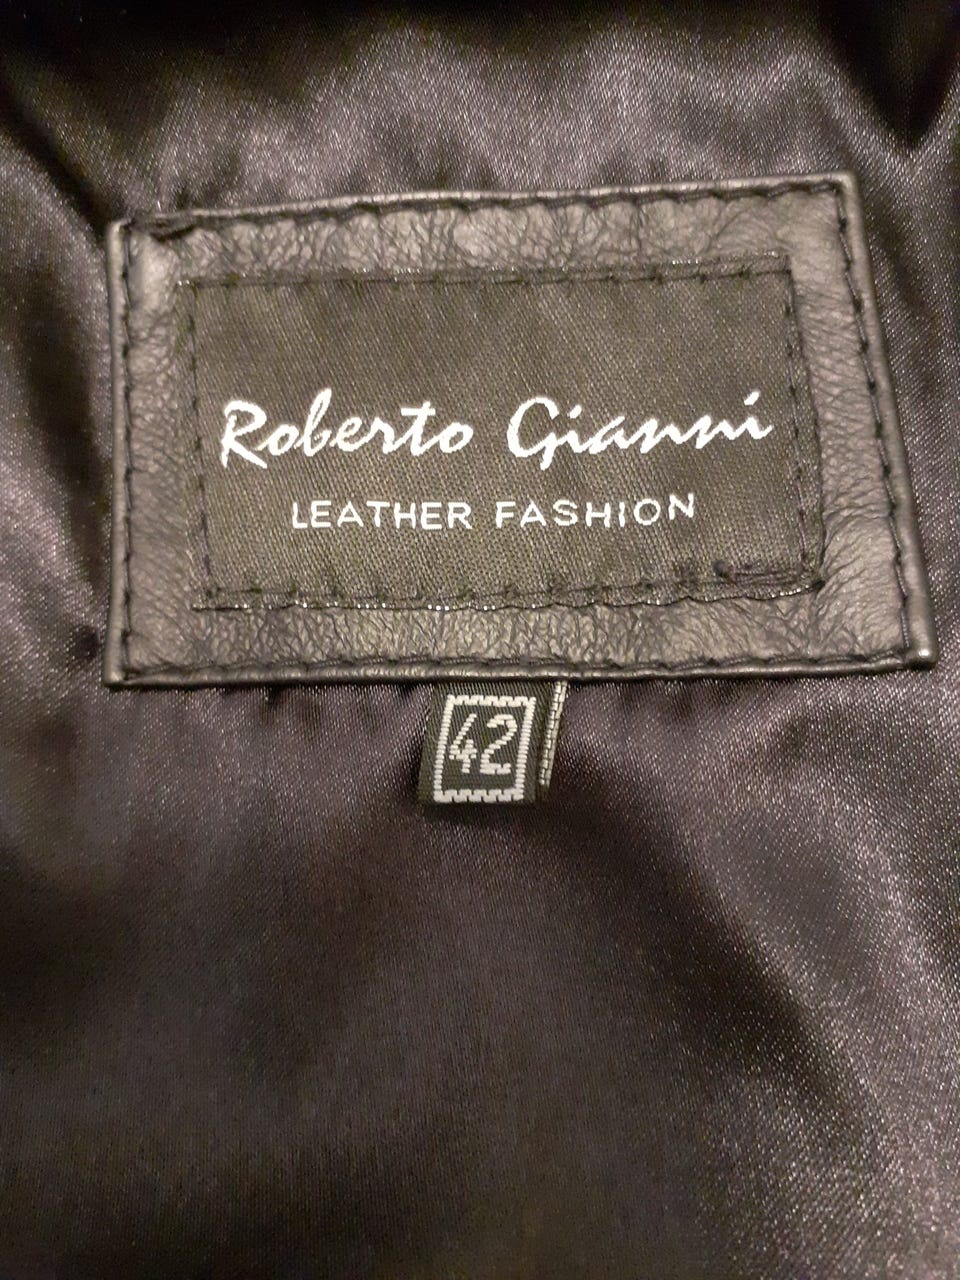 Roberto Gianni
LEATHER FASHION
42